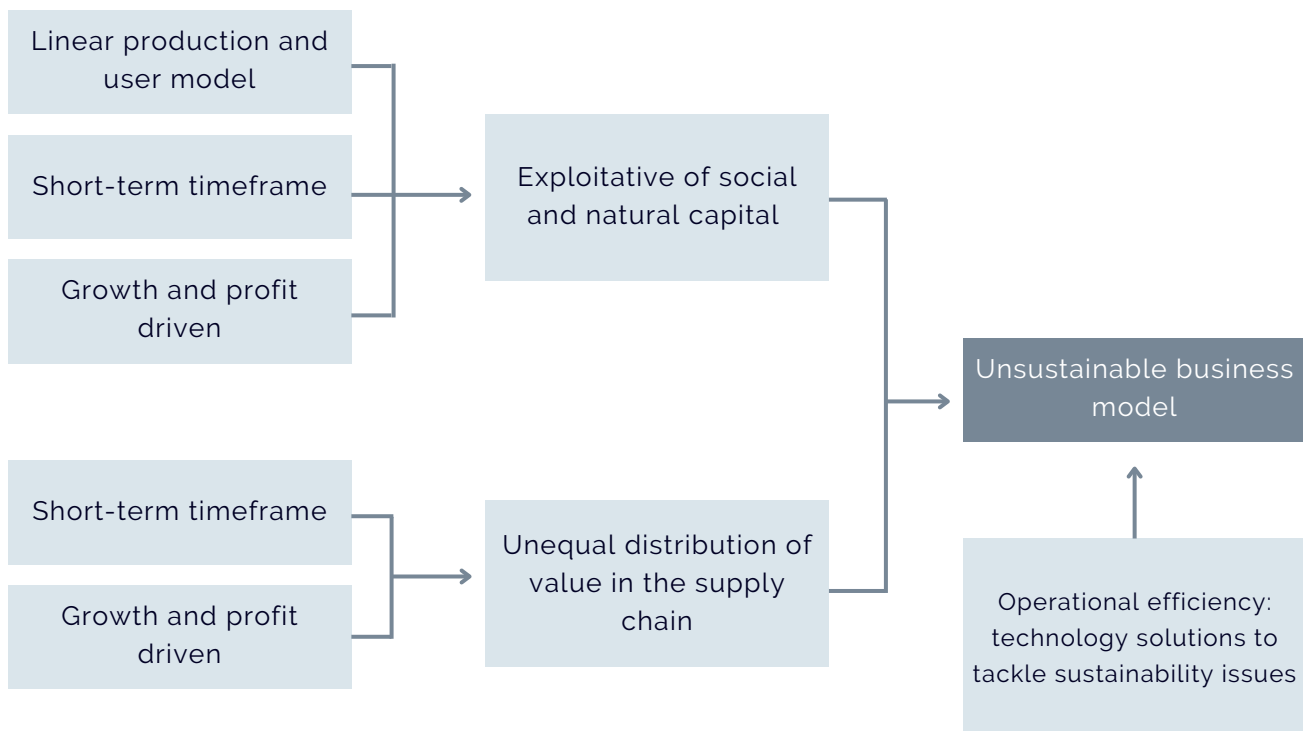 Linear production and
user model
Short-term timeframe
Growth and profit
driven
Exploitative of social
and natural capital
Unsustainable business
model
Short-term timeframe
Growth and profit
driven
Unequal distribution of
value in the supply
chain
Operational efficiency:
technology solutions to
tackle sustainability issues